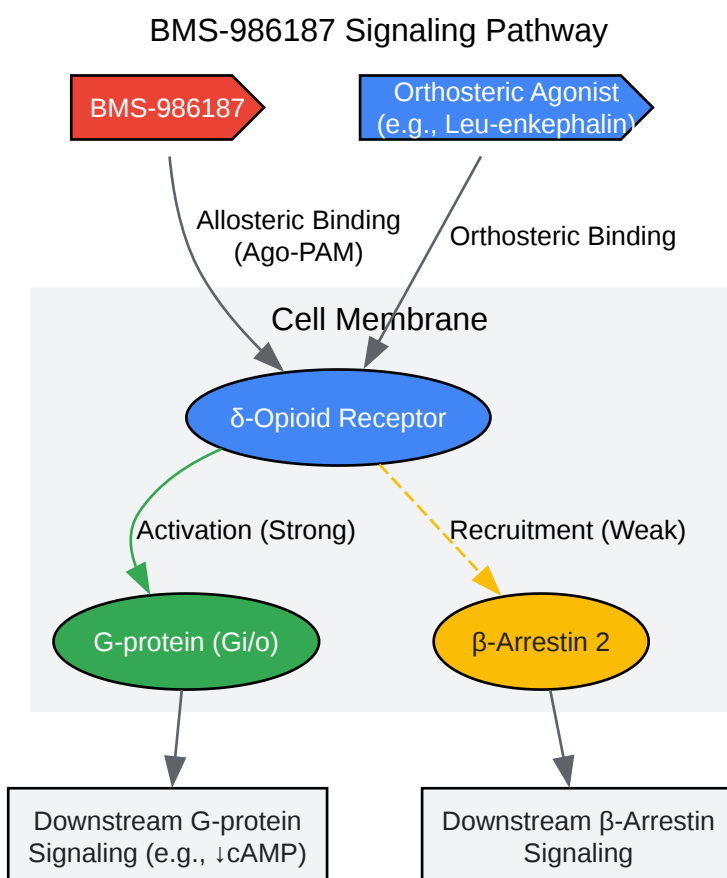 BMS-986187 Signaling Pathway
BMS-986187
Orthosteric Agonist
(e.g., Leu-enkephalin)
Allosteric Binding
(Ago-PAM)
Orthosteric Binding
Cell Membrane
δ-Opioid Receptor
Activation (Strong)
Recruitment (Weak)
G-protein (Gi/o)
β-Arrestin 2
Downstream G-protein
Signaling (e.g., ↓cAMP)
Downstream β-Arrestin
Signaling